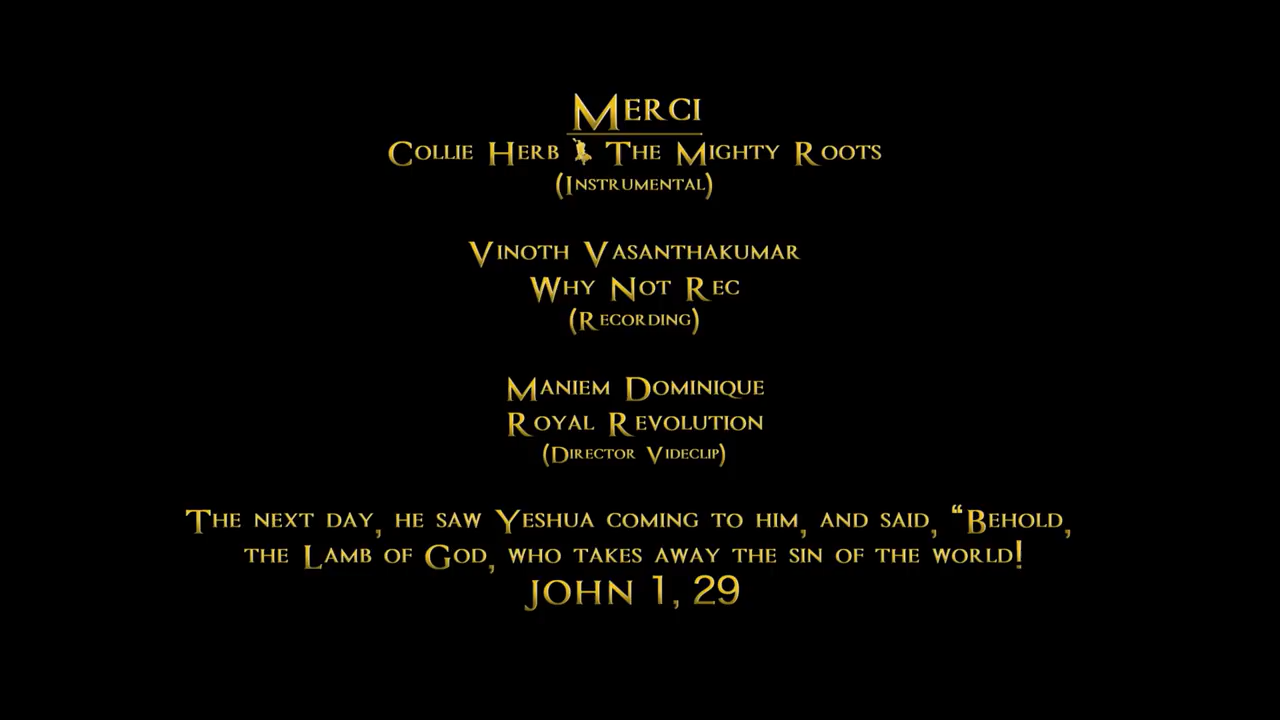 Merci
Collie Herb & The Mighty Roots
(Instrumental)
Vinoth Vasanthakumar
Why Not Rec
(Recording)
Maniem Dominique
Royal Revolution
(Director Videclip)
The next day, he saw Yeshua coming to him, and said, “Behold,
the Lamb of God, who takes away the sin of the world!
John 1, 29